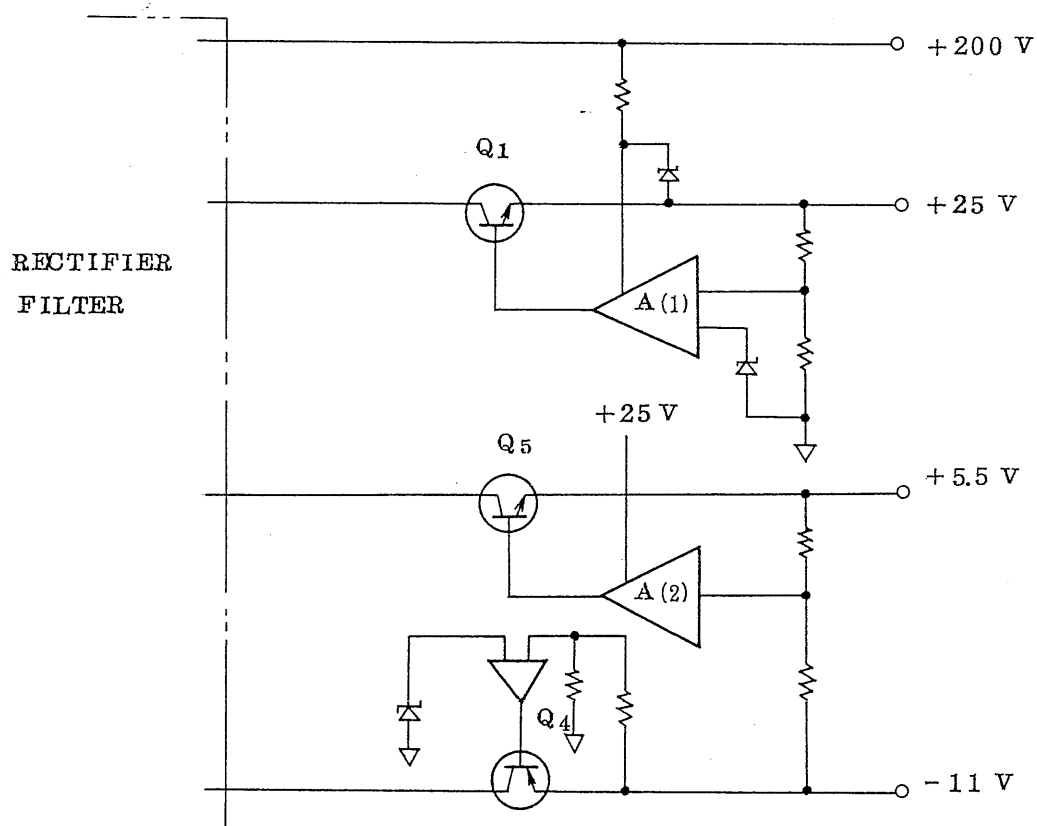 +200 V
Q1
+25 V
RECTIFIER
FILTER
A(1)
+25 V
Q5
+5.5 V
A(2)
Q4
-11 V